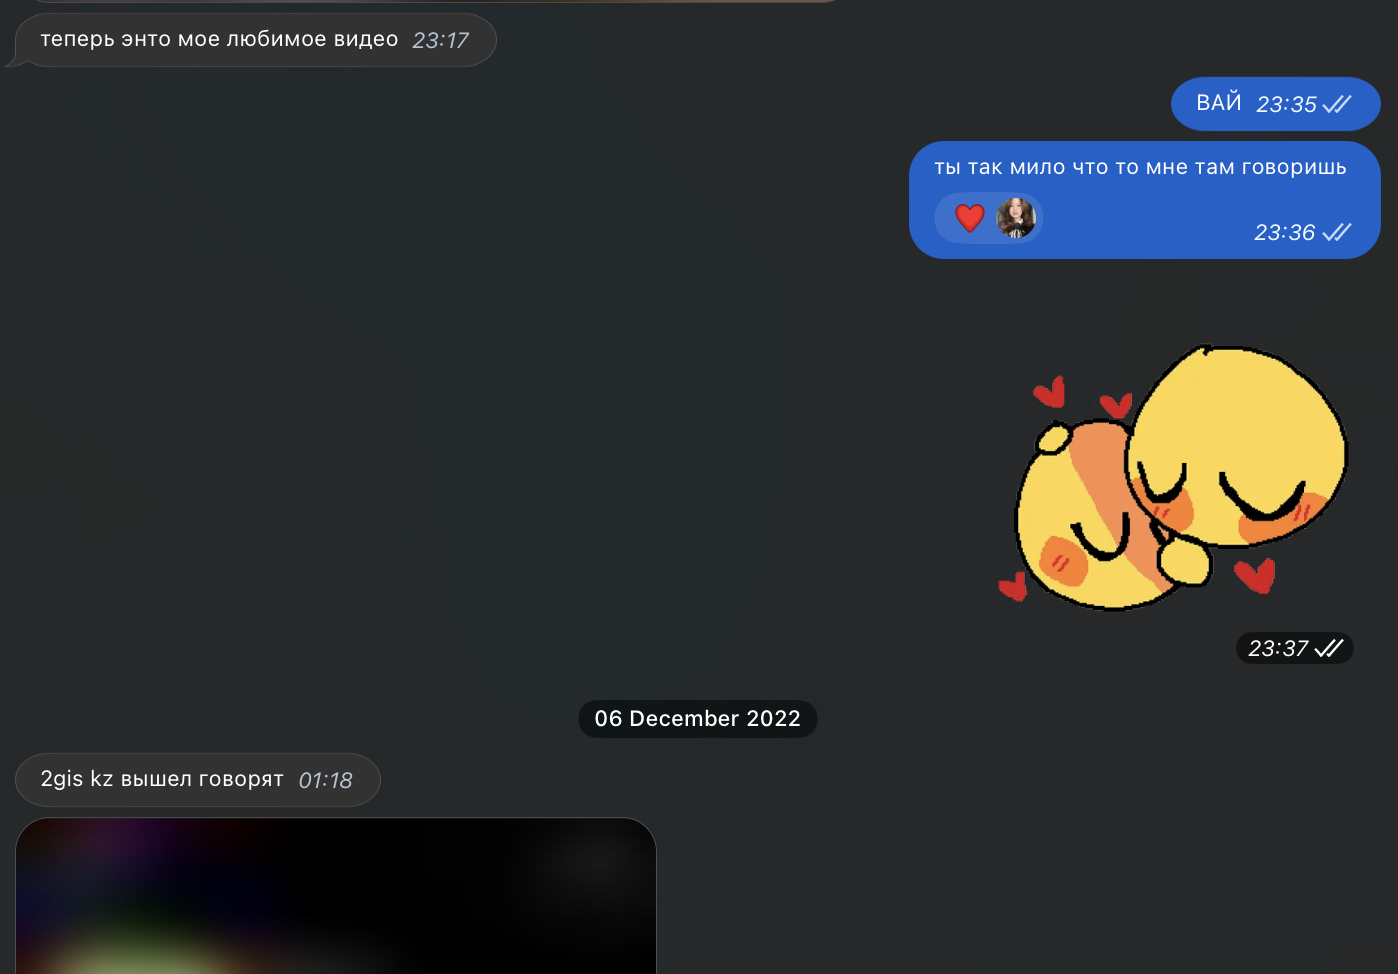 теперь энто мое любимое видео 23:17
ВАЙ 23:35
ты так мило что то мне там говоришь
23:36
23:37
06 December 2022
2gis kz вышел говорят 01:18